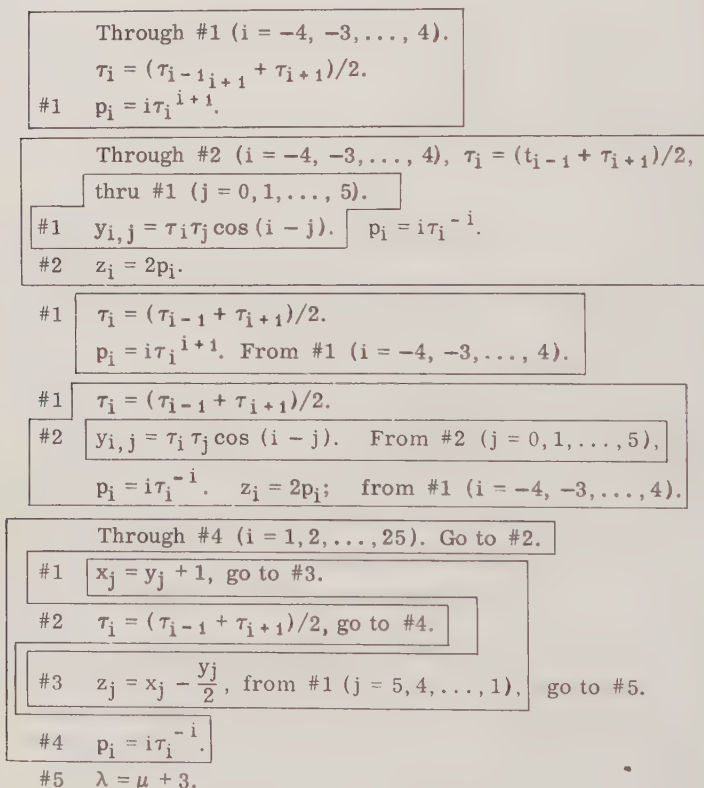 Through #1 (i = −4, −3, . . . , 4).
τᵢ = (τᵢ₋₁ᵢ₊₁ + τᵢ₊₁)/2.
#1 pᵢ = iτᵢⁱ⁺¹.
Through #2 (i = −4, −3, . . . , 4), τᵢ = (tᵢ₋₁ + τᵢ₊₁)/2,
thru #1 (j = 0, 1, . . . , 5).
#1 y_{i, j} = τᵢτⱼ cos (i − j). pᵢ = iτᵢ⁻ⁱ.
#2 zᵢ = 2pᵢ.
#1 τᵢ = (τᵢ₋₁ + τᵢ₊₁)/2.
pᵢ = iτᵢⁱ⁺¹. From #1 (i = −4, −3, . . . , 4).
#1 τᵢ = (τᵢ₋₁ + τᵢ₊₁)/2.
#2 y_{i, j} = τᵢ τⱼ cos (i − j). From #2 (j = 0, 1, . . . , 5),
pᵢ = iτᵢ⁻ⁱ. zᵢ = 2pᵢ; from #1 (i = −4, −3, . . . , 4).
Through #4 (i = 1, 2, . . . , 25). Go to #2.
#1 xⱼ = yⱼ + 1, go to #3.
#2 τᵢ = (τᵢ₋₁ + τᵢ₊₁)/2, go to #4.
#3 zⱼ = xⱼ − yⱼ/2, from #1 (j = 5, 4, . . . , 1), go to #5.
#4 pᵢ = iτᵢ⁻ⁱ.
#5 λ = μ + 3.